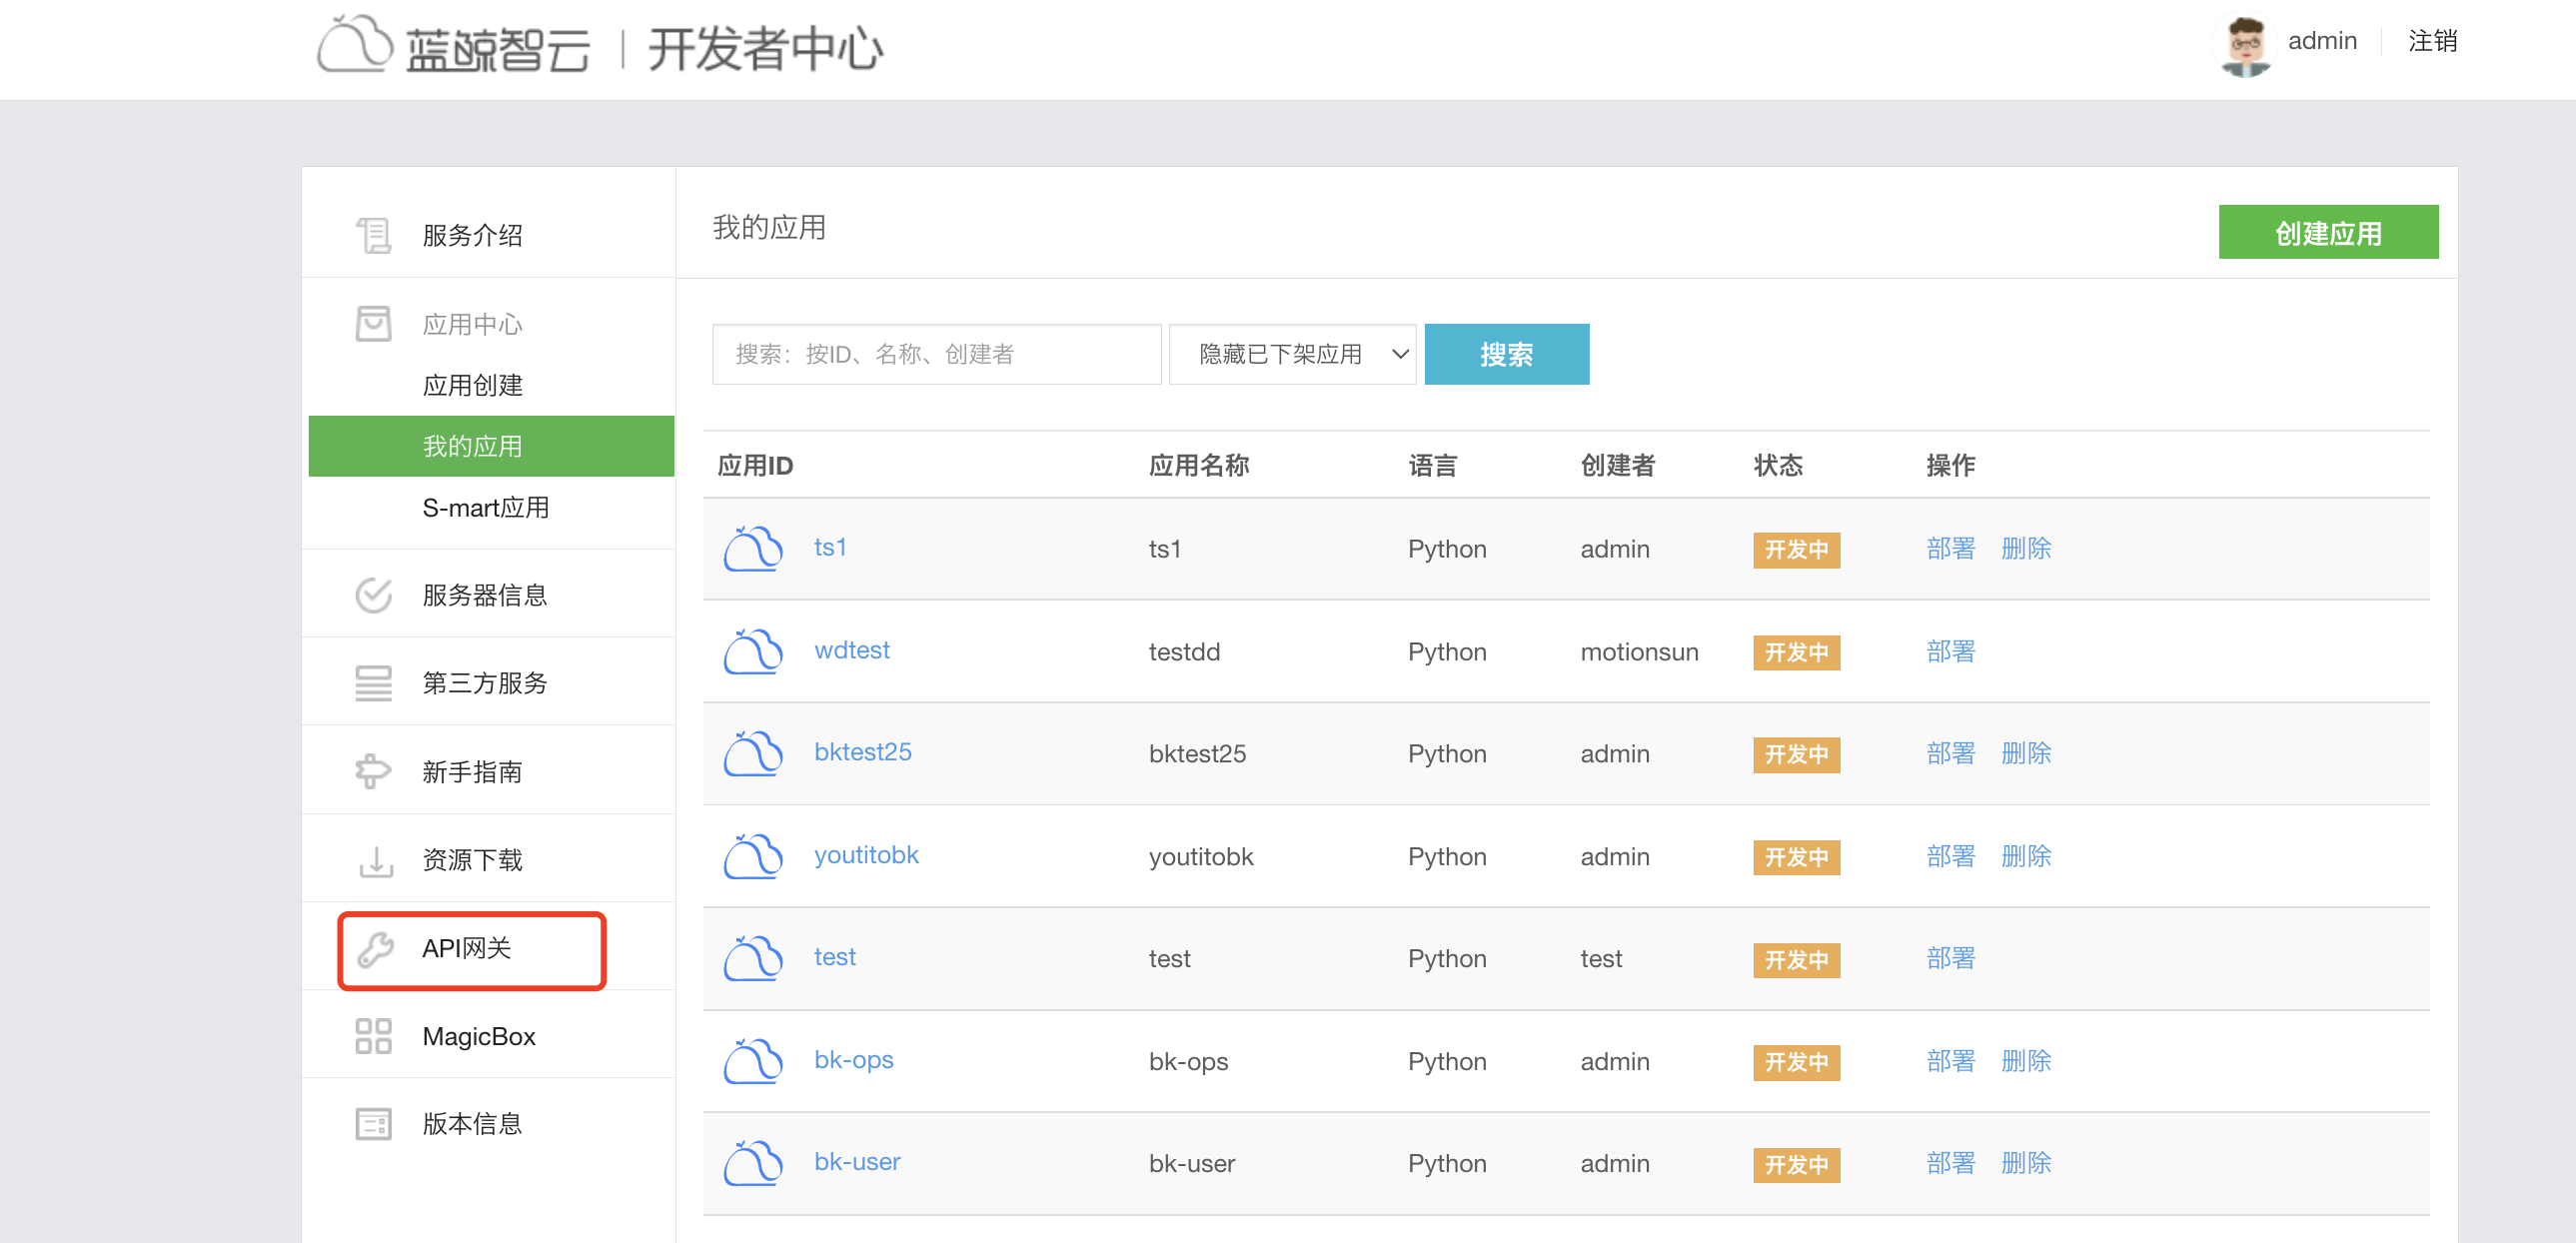 蓝鲸智云 | 开发者中心
admin 注销
服务介绍
应用中心
应用创建
我的应用
S-mart应用
服务器信息
第三方服务
新手指南
资源下载
API网关
MagicBox
版本信息
我的应用 创建应用
搜索：按ID、名称、创建者 隐藏已下架应用 搜索
应用ID 应用名称 语言 创建者 状态 操作
ts1 ts1 Python admin 开发中 部署 删除
wdtest testdd Python motionsun 开发中 部署
bktest25 bktest25 Python admin 开发中 部署 删除
youtitobk youtitobk Python admin 开发中 部署 删除
test test Python test 开发中 部署
bk-ops bk-ops Python admin 开发中 部署 删除
bk-user bk-user Python admin 开发中 部署 删除